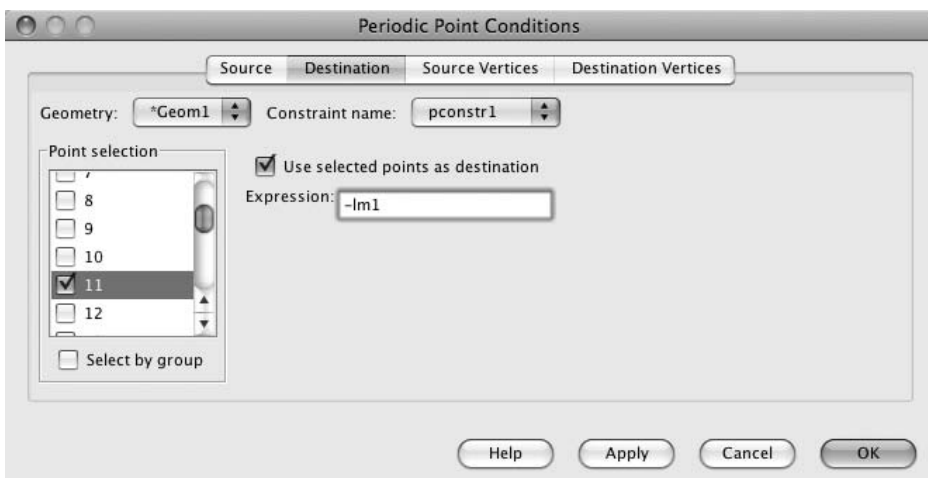 Periodic Point Conditions
Source Destination Source Vertices Destination Vertices
Geometry: *Geom1 Constraint name: pconstr1
Point selection
Use selected points as destination
Expression: -lm1
7
8
9
10
11
12
Select by group
Help Apply Cancel OK